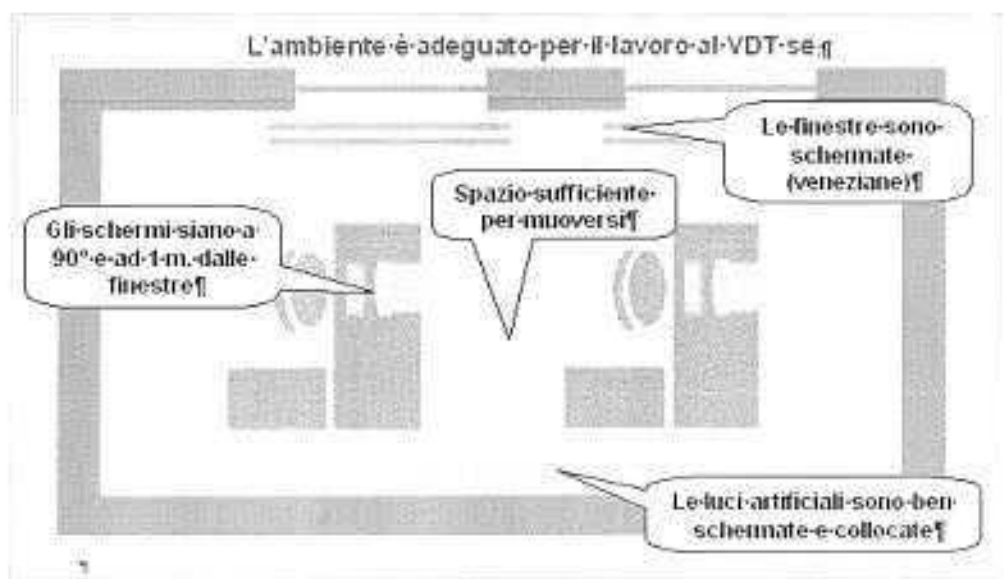 L'ambiente·è·adeguato·per·il·lavoro·al·VDT·se¶
Le·finestre·sono·
schermate·
(veneziane)¶
Spazio·sufficiente·
per·muoversi¶
Gli·schermi·siano·a·
90°·e·ad·1·m.·dalle·
finestre¶
Le·luci·artificiali·sono·ben·
schermate·e·collocate¶
¶